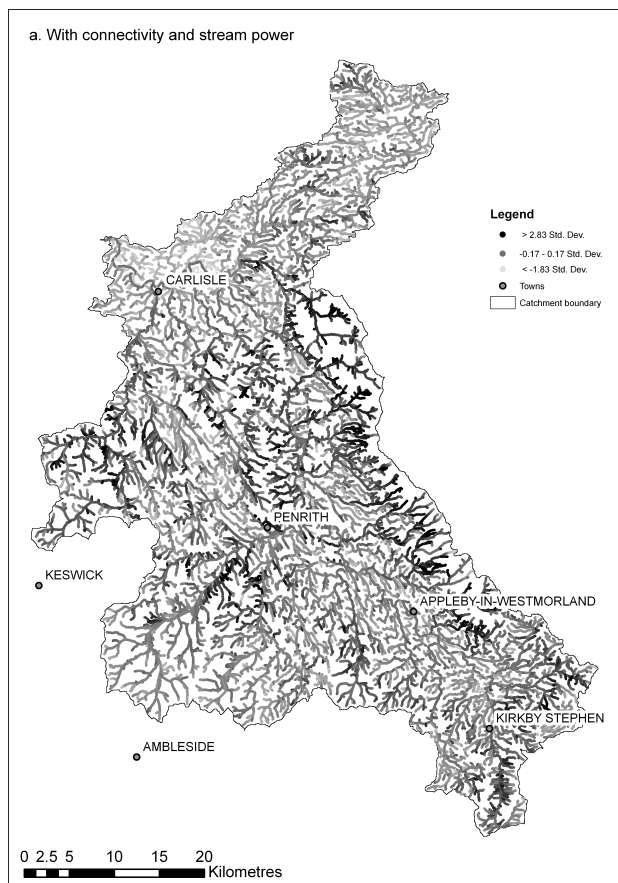 a. With connectivity and stream power
Legend
> 2.83 Std. Dev.
-0.17 - 0.17 Std. Dev.
< -1.83 Std. Dev.
Towns
Catchment boundary
CARLISLE
PENRITH
KESWICK
APPLEBY-IN-WESTMORLAND
KIRKBY STEPHEN
AMBLESIDE
0 2.5 5 10 15 20
Kilometres